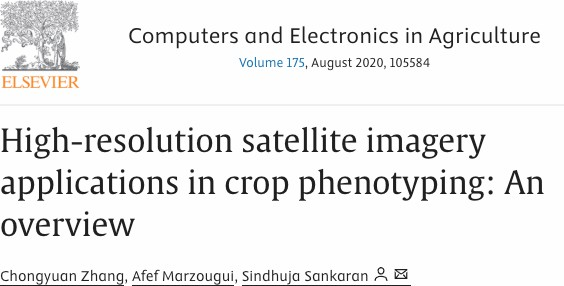 ELSEVIER
Computers and Electronics in Agriculture
Volume 175, August 2020, 105584
High-resolution satellite imagery
applications in crop phenotyping: An
overview
Chongyuan Zhang, Afef Marzougui, Sindhuja Sankaran